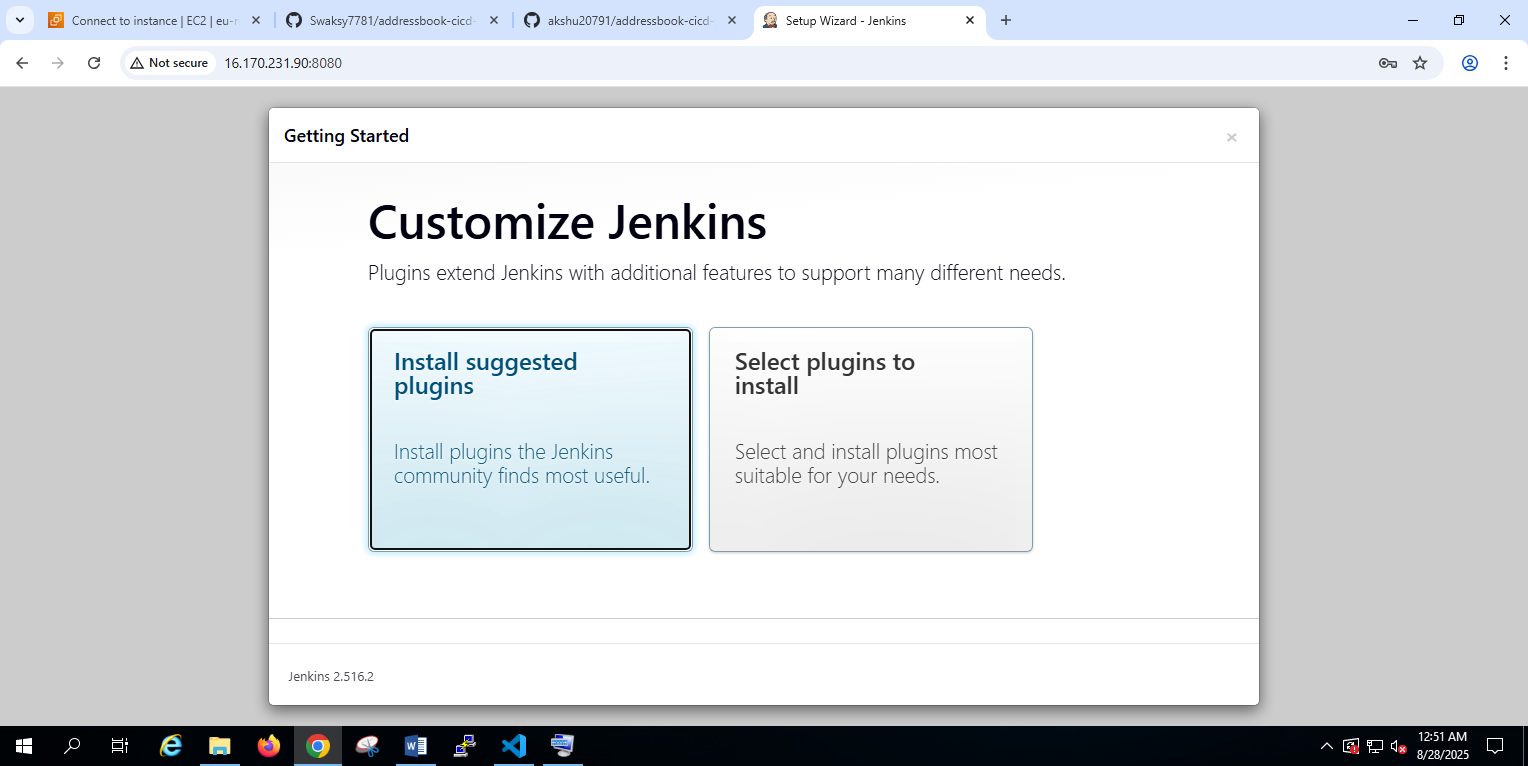 Connect to instance | EC2 | eu-n
Swaksy7781/addressbook-cicd-
akshu20791/addressbook-cicd-
Setup Wizard - Jenkins
Not secure
16.170.231.90:8080
Getting Started
Customize Jenkins
Plugins extend Jenkins with additional features to support many different needs.
Install suggested
plugins
Install plugins the Jenkins
community finds most useful.
Select plugins to
install
Select and install plugins most
suitable for your needs.
Jenkins 2.516.2
12:51 AM
8/28/2025